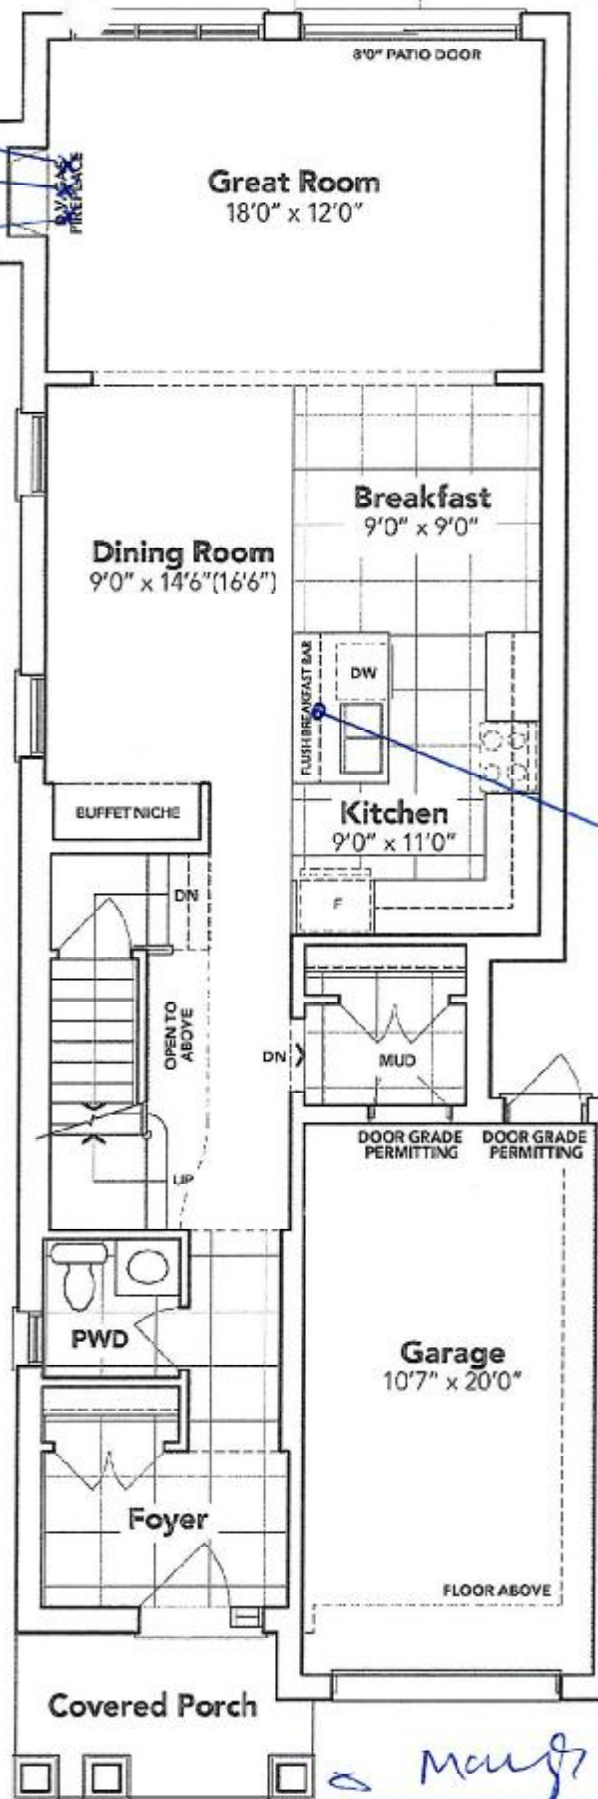 8'0" PATIO DOOR
D.V. GAS
FIREPLACE
Great Room
18'0" x 12'0"
Breakfast
9'0" x 9'0"
Dining Room
9'0" x 14'6"(16'6")
FLUSH BREAKFAST BAR
DW
BUFFET NICHE
Kitchen
9'0" x 11'0"
DN
F
OPEN TO
ABOVE
DN
MUD
DOOR GRADE
PERMITTING
DOOR GRADE
PERMITTING
UP
PWD
Garage
10'7" x 20'0"
Foyer
FLOOR ABOVE
Covered Porch